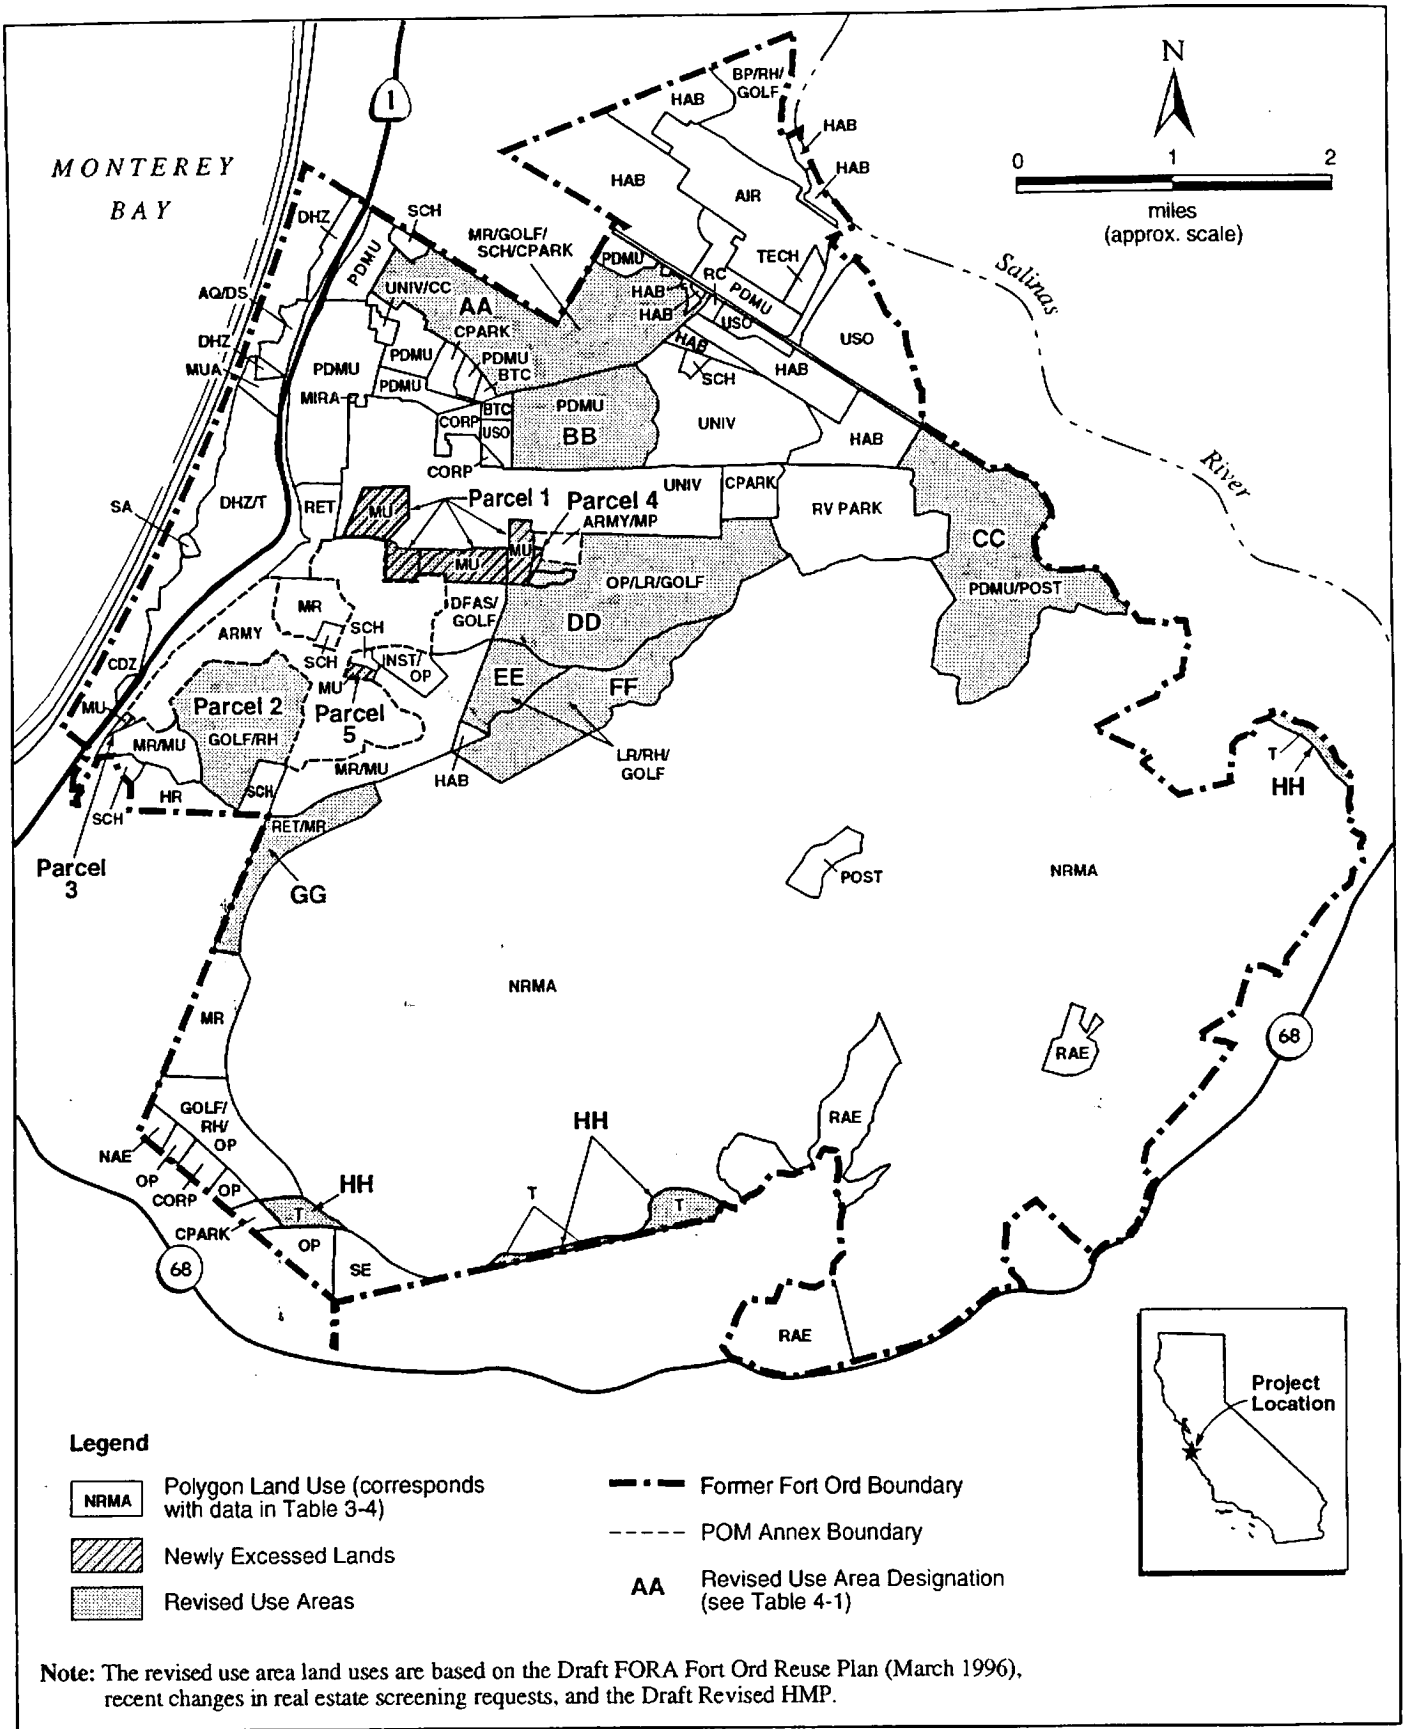 N
0 1 2
miles
(approx. scale)
MONTEREY
BAY
1
BP/RH/
GOLF
HAB
HAB
HAB
HAB
AIR
DHZ
SCH
MR/GOLF/
SCH/CPARK
PDMU
PDMU
TECH
RC
HAB
HAB
PDMU
USO
USO
Salinas
River
AQ/DS
UNIV/CC
AA
CPARK
DHZ
MUA
PDMU
PDMU
PDMU
BTC
PDMU
HAB
SCH
HAB
MIRA
BTC
CORP
USO
PDMU
BB
UNIV
HAB
CORP
UNIV
CPARK
RV PARK
SA
DHZ/T
RET
MU
Parcel 1
Parcel 4
ARMY/MP
MU
MU
CC
PDMU/POST
OP/LR/GOLF
DD
DFAS/
GOLF
MR
ARMY
SCH
SCH
INST/
OP
CDZ
MU
EE
FF
MU
Parcel 2
GOLF/RH
Parcel
5
MR/MU
MR/MU
HAB
LR/RH/
GOLF
T
HH
SCH
HR
SCH
RET/MR
Parcel
3
GG
POST
NRMA
NRMA
MR
RAE
68
GOLF/
RH/
OP
NAE
OP
CORP
OP
CPARK
HH
T
OP
SE
68
HH
T
T
RAE
RAE
Project
Location
Legend
NRMA
Polygon Land Use (corresponds
with data in Table 3-4)
Newly Excessed Lands
Revised Use Areas
Former Fort Ord Boundary
POM Annex Boundary
AA
Revised Use Area Designation
(see Table 4-1)
Note: The revised use area land uses are based on the Draft FORA Fort Ord Reuse Plan (March 1996),
recent changes in real estate screening requests, and the Draft Revised HMP.